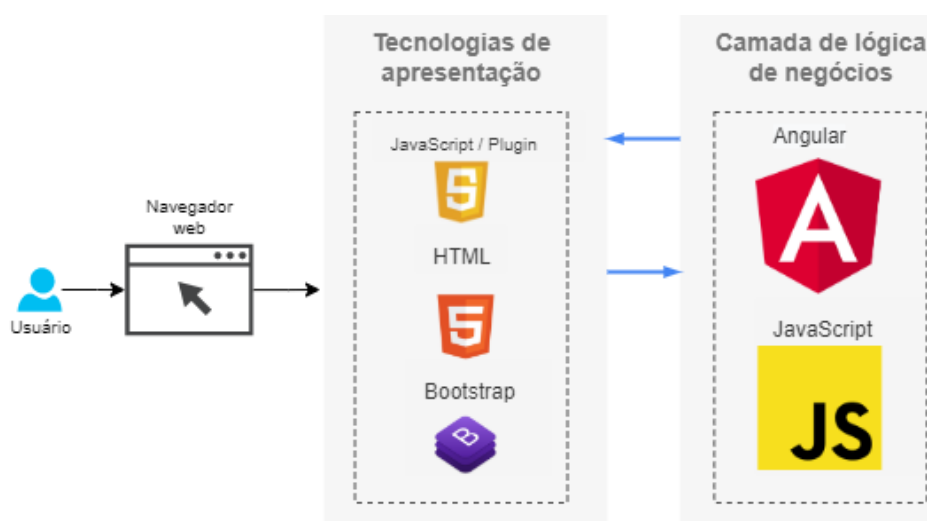 Tecnologias de
apresentação
Camada de lógica
de negócios
JavaScript / Plugin
Angular
Navegador
web
HTML
Usuário
JavaScript
Bootstrap
B
JS